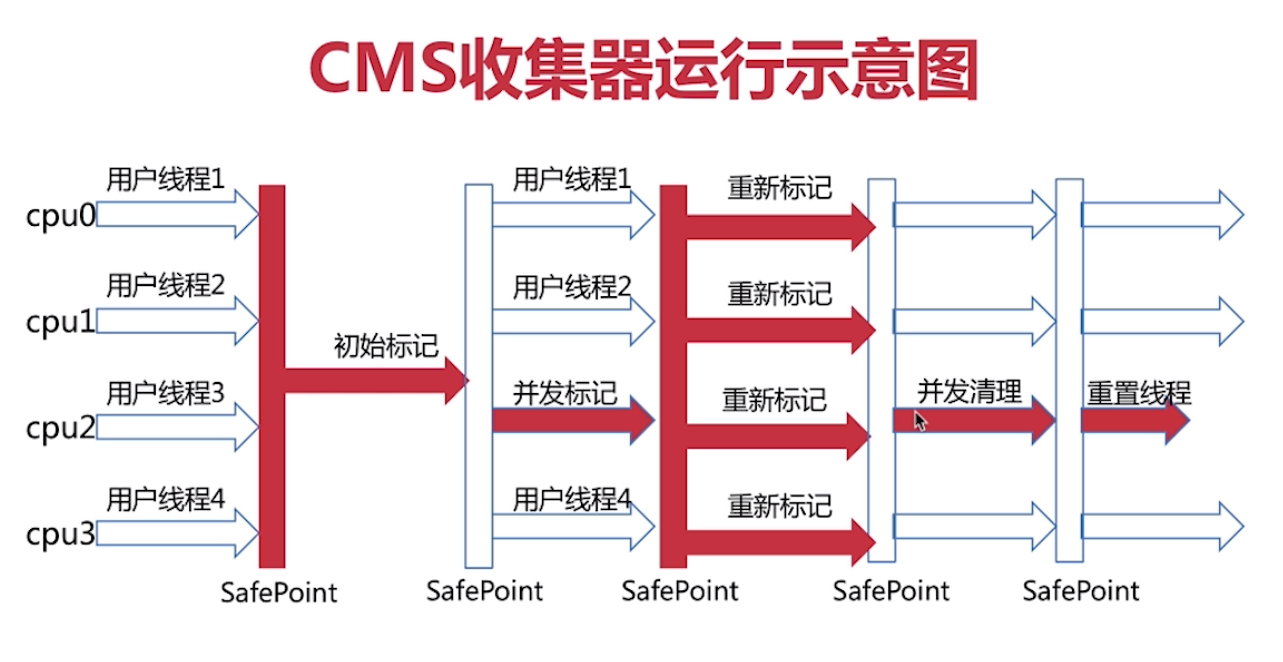 CMS收集器运行示意图
用户线程1
用户线程1
重新标记
cpu0
用户线程2
用户线程2
重新标记
cpu1
初始标记
用户线程3
并发标记
重新标记
并发清理
重置线程
cpu2
用户线程4
用户线程4
重新标记
cpu3
SafePoint
SafePoint
SafePoint
SafePoint
SafePoint